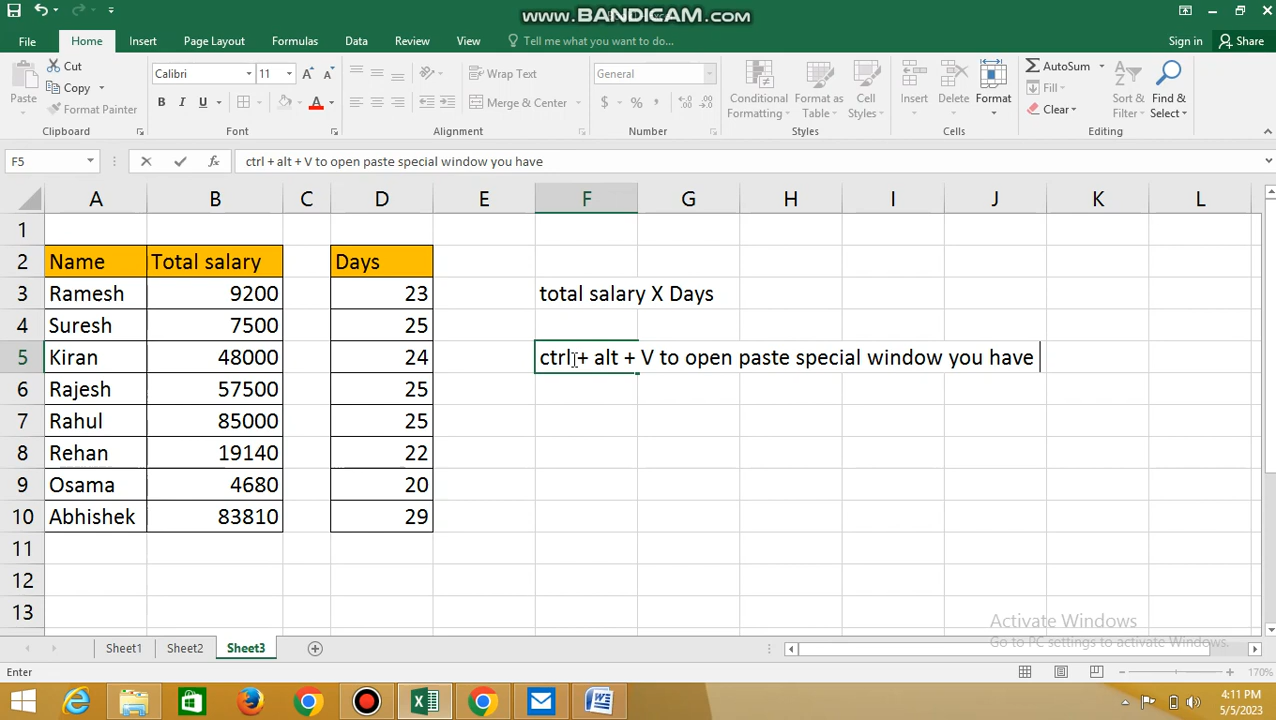 www.BANDICAM.com
File Home Insert Page Layout Formulas Data Review View Tell me what you want to do... Sign in Share
Cut
Copy
Format Painter
Paste
Clipboard
Calibri 11
B I U
Font
Wrap Text
Merge & Center
Alignment
General
$ % ,
Number
Conditional Formatting
Format as Table
Cell Styles
Styles
Insert Delete Format
Cells
AutoSum
Fill
Clear
Sort & Filter
Find & Select
Editing
F5 fx ctrl + alt + V to open paste special window you have
A B C D E F G H I J K L
1
2 Name Total salary Days
3 Ramesh 9200 23 total salary X Days
4 Suresh 7500 25
5 Kiran 48000 24 ctrl + alt + V to open paste special window you have
6 Rajesh 57500 25
7 Rahul 85000 25
8 Rehan 19140 22
9 Osama 4680 20
10 Abhishek 83810 29
11
12
13
Activate Windows
Go to PC settings to activate Windows.
Sheet1 Sheet2 Sheet3
Enter 170%
4:11 PM
5/5/2023